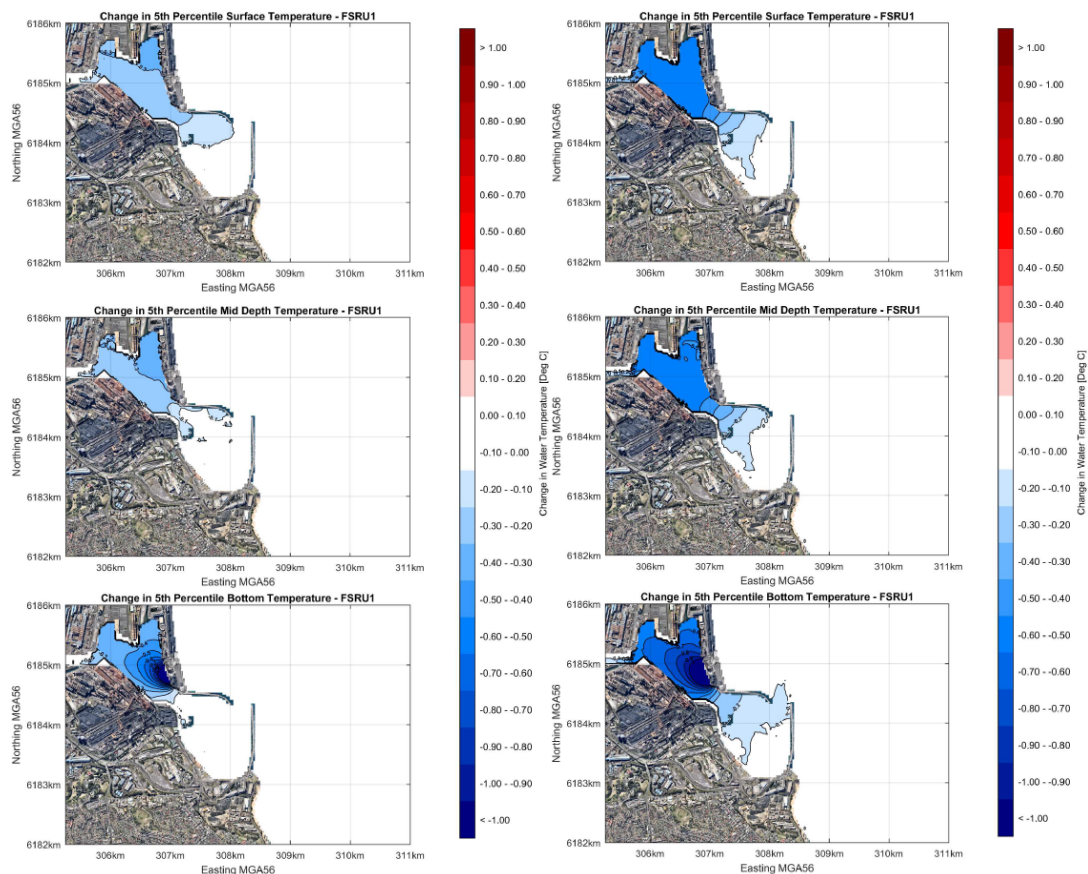 Change in 5th Percentile Surface Temperature - FSRU1
6186km
6185km
6184km
6183km
6182km
Northing MGA56
306km 307km 308km 309km 310km 311km
Easting MGA56
Change in 5th Percentile Mid Depth Temperature - FSRU1
6186km
6185km
6184km
6183km
6182km
Northing MGA56
306km 307km 308km 309km 310km 311km
Easting MGA56
Change in 5th Percentile Bottom Temperature - FSRU1
6186km
6185km
6184km
6183km
6182km
Northing MGA56
306km 307km 308km 309km 310km 311km
Easting MGA56
> 1.00
0.90 - 1.00
0.80 - 0.90
0.70 - 0.80
0.60 - 0.70
0.50 - 0.60
0.40 - 0.50
0.30 - 0.40
0.20 - 0.30
0.10 - 0.20
0.00 - 0.10
-0.10 - 0.00
-0.20 - -0.10
-0.30 - -0.20
-0.40 - -0.30
-0.50 - -0.40
-0.60 - -0.50
-0.70 - -0.60
-0.80 - -0.70
-0.90 - -0.80
-1.00 - -0.90
< -1.00
Change in Water Temperature [Deg C]
Change in 5th Percentile Surface Temperature - FSRU1
6186km
6185km
6184km
6183km
6182km
Northing MGA56
306km 307km 308km 309km 310km 311km
Easting MGA56
Change in 5th Percentile Mid Depth Temperature - FSRU1
6186km
6185km
6184km
6183km
6182km
Northing MGA56
306km 307km 308km 309km 310km 311km
Easting MGA56
Change in 5th Percentile Bottom Temperature - FSRU1
6186km
6185km
6184km
6183km
6182km
Northing MGA56
306km 307km 308km 309km 310km 311km
Easting MGA56
> 1.00
0.90 - 1.00
0.80 - 0.90
0.70 - 0.80
0.60 - 0.70
0.50 - 0.60
0.40 - 0.50
0.30 - 0.40
0.20 - 0.30
0.10 - 0.20
0.00 - 0.10
-0.10 - 0.00
-0.20 - -0.10
-0.30 - -0.20
-0.40 - -0.30
-0.50 - -0.40
-0.60 - -0.50
-0.70 - -0.60
-0.80 - -0.70
-0.90 - -0.80
-1.00 - -0.90
< -1.00
Change in Water Temperature [Deg C]